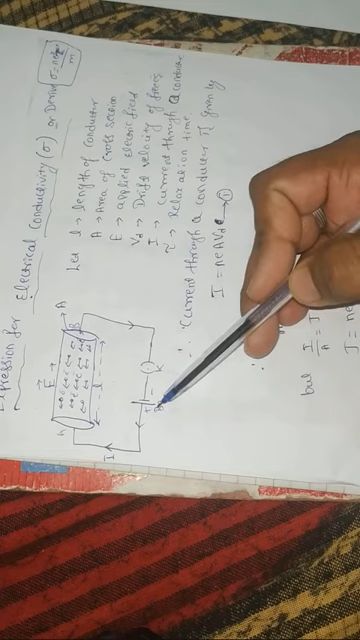 Expression for Electrical Conductivity (σ), or Derive σ = ne²τ/m
Let l → length of Conductor
A → Area of Cross section
E → applied electric field
Vd → Drift velocity of free e⁻s
I → Current through a conductor
τ → Relaxation time
∴ Current through a conductor is given by
I = neAVd → ①
but I/A = J
J = ne
E
A
I
l
K